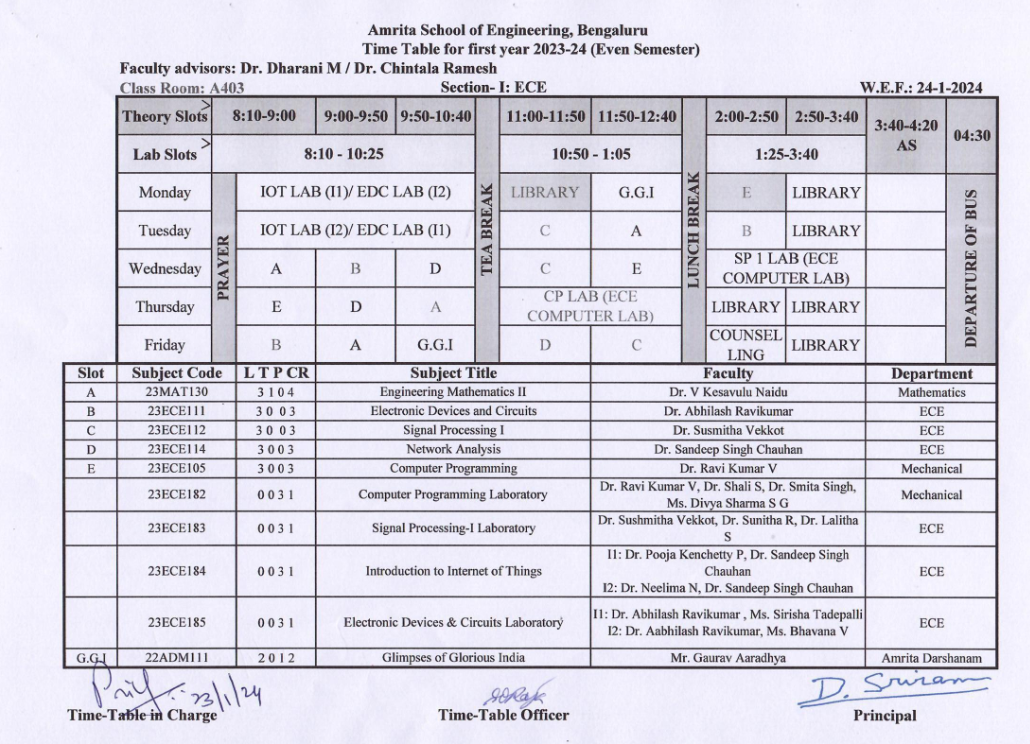 Amrita School of Engineering, Bengaluru
Time Table for first year 2023-24 (Even Semester)
Faculty advisors: Dr. Dharani M / Dr. Chintala Ramesh
Class Room: A403 Section- I: ECE W.E.F.: 24-1-2024
Theory Slots > 8:10-9:00 9:00-9:50 9:50-10:40 TEA BREAK 11:00-11:50 11:50-12:40 LUNCH BREAK 2:00-2:50 2:50-3:40 3:40-4:20 AS 04:30
Lab Slots > 8:10 - 10:25 10:50 - 1:05 1:25-3:40
Monday PRAYER IOT LAB (I1)/ EDC LAB (I2) LIBRARY G.G.I E LIBRARY DEPARTURE OF BUS
Tuesday IOT LAB (I2)/ EDC LAB (I1) C A B LIBRARY
Wednesday A B D C E SP 1 LAB (ECE COMPUTER LAB)
Thursday E D A CP LAB (ECE COMPUTER LAB) LIBRARY LIBRARY
Friday B A G.G.I D C COUNSEL LING LIBRARY
Slot Subject Code L T P CR Subject Title Faculty Department
A 23MAT130 3 1 0 4 Engineering Mathematics II Dr. V Kesavulu Naidu Mathematics
B 23ECE111 3 0 0 3 Electronic Devices and Circuits Dr. Abhilash Ravikumar ECE
C 23ECE112 3 0 0 3 Signal Processing I Dr. Susmitha Vekkot ECE
D 23ECE114 3 0 0 3 Network Analysis Dr. Sandeep Singh Chauhan ECE
E 23ECE105 3 0 0 3 Computer Programming Dr. Ravi Kumar V Mechanical
23ECE182 0 0 3 1 Computer Programming Laboratory Dr. Ravi Kumar V, Dr. Shali S, Dr. Smita Singh, Ms. Divya Sharma S G Mechanical
23ECE183 0 0 3 1 Signal Processing-I Laboratory Dr. Sushmitha Vekkot, Dr. Sunitha R, Dr. Lalitha S ECE
23ECE184 0 0 3 1 Introduction to Internet of Things I1: Dr. Pooja Kenchetty P, Dr. Sandeep Singh Chauhan I2: Dr. Neelima N, Dr. Sandeep Singh Chauhan ECE
23ECE185 0 0 3 1 Electronic Devices & Circuits Laboratory I1: Dr. Abhilash Ravikumar , Ms. Sirisha Tadepalli I2: Dr. Aabhilash Ravikumar, Ms. Bhavana V ECE
G.G.I 22ADM111 2 0 1 2 Glimpses of Glorious India Mr. Gaurav Aaradhya Amrita Darshanam
23/1/24 D. Sriram
Time-Table in Charge Time-Table Officer Principal